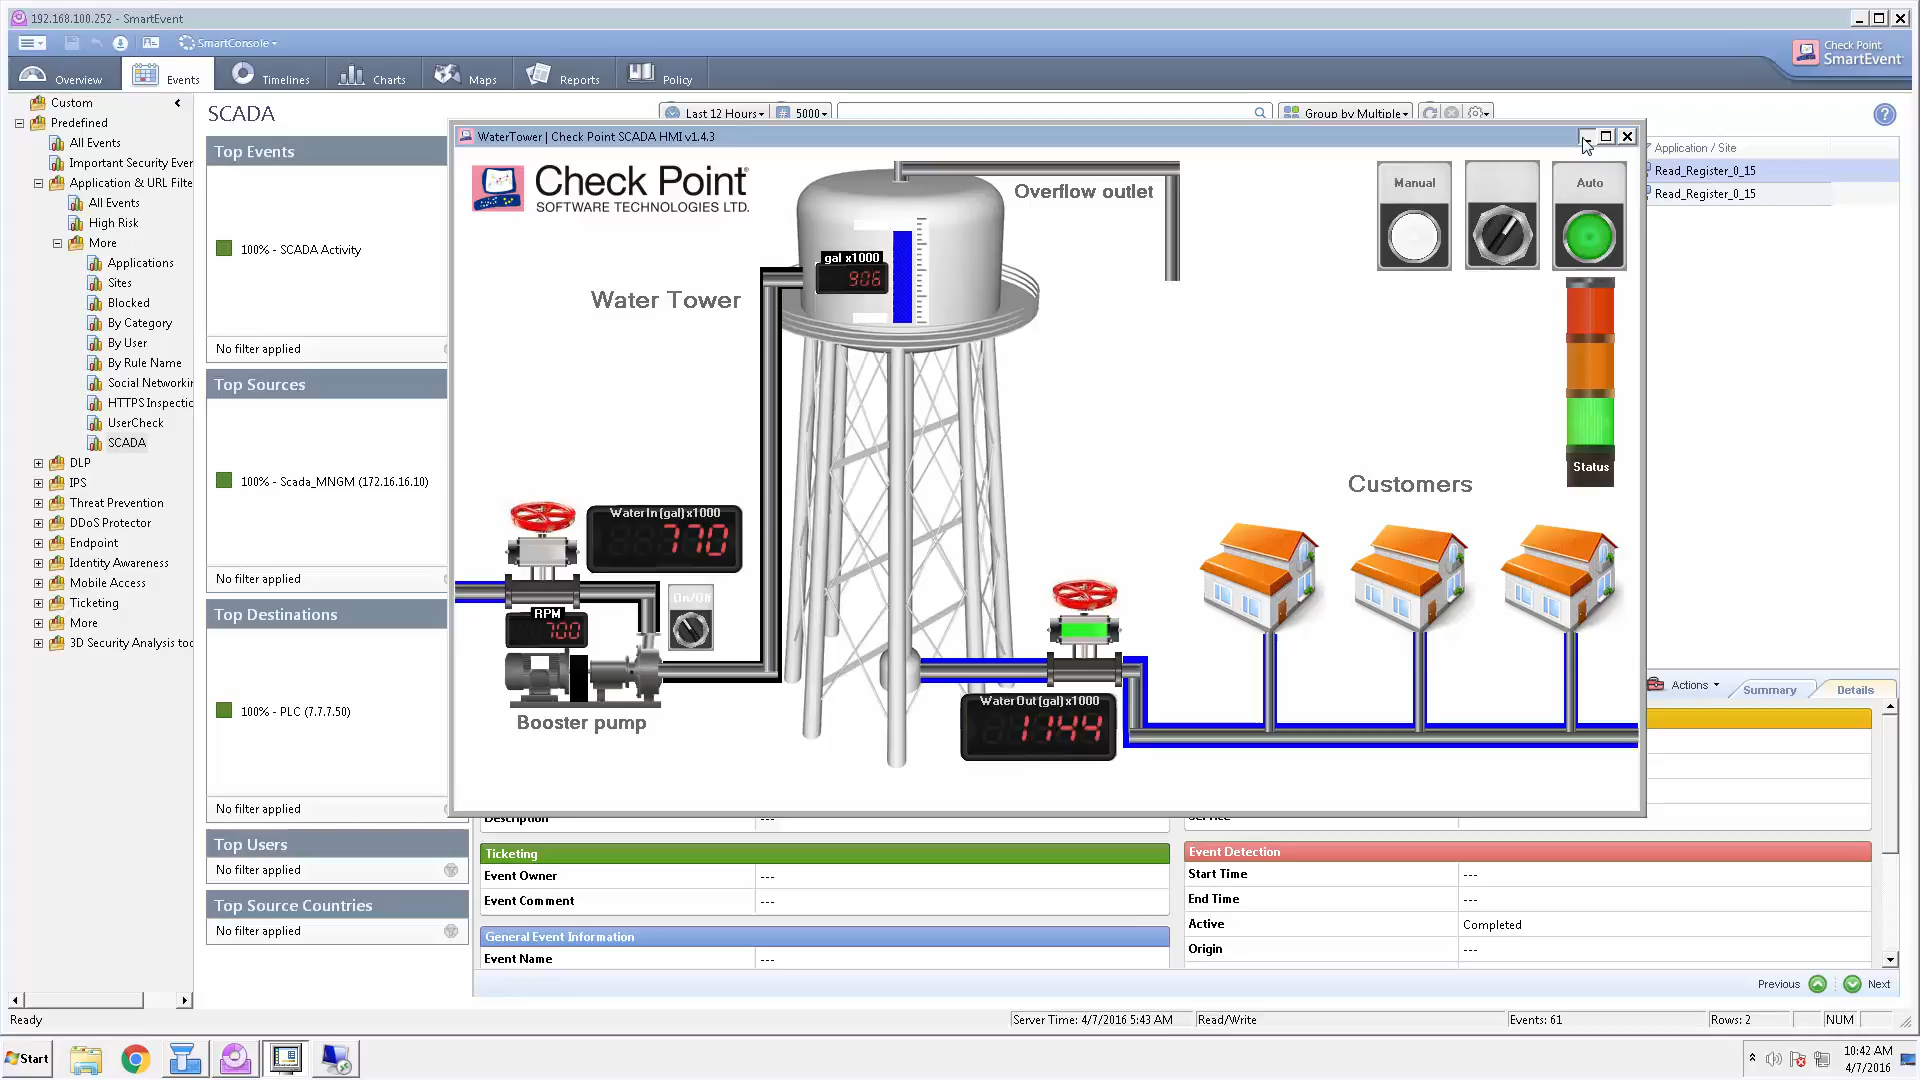 192.168.100.252 - SmartEvent
SmartConsole
Check Point
SmartEvent
Overview
Events
Timelines
Charts
Maps
Reports
Policy
Custom
Predefined
All Events
Important Security Ever
Application & URL Filte
All Events
High Risk
More
Applications
Sites
Blocked
By Category
By User
By Rule Name
Social Networkin
HTTPS Inspectic
UserCheck
SCADA
DLP
IPS
Threat Prevention
DDoS Protector
Endpoint
Identity Awareness
Mobile Access
Ticketing
More
3D Security Analysis too
SCADA
Last 12 Hours
5000
Group by Multiple
Top Events
100% - SCADA Activity
No filter applied
Top Sources
100% - Scada_MNGM (172.16.16.10)
No filter applied
Top Destinations
100% - PLC (7.7.7.50)
No filter applied
Top Users
No filter applied
Top Source Countries
No filter applied
WaterTower | Check Point SCADA HMI v1.4.3
Check Point
SOFTWARE TECHNOLOGIES LTD.
Overflow outlet
Manual
Auto
gal x1000
906
Water Tower
Status
Customers
Water In (gal) x1000
770
On/Off
RPM
700
Booster pump
Water Out (gal) x1000
1149
Application / Site
Read_Register_0_15
Read_Register_0_15
Actions
Summary
Details
Description
---
Service
Ticketing
Event Owner
---
Event Comment
---
General Event Information
Event Name
---
Event Detection
Start Time
---
End Time
---
Active
Completed
Origin
---
Previous
Next
Ready
Server Time: 4/7/2016 5:43 AM
Read/Write
Events: 61
Rows: 2
NUM
Start
10:42 AM
4/7/2016